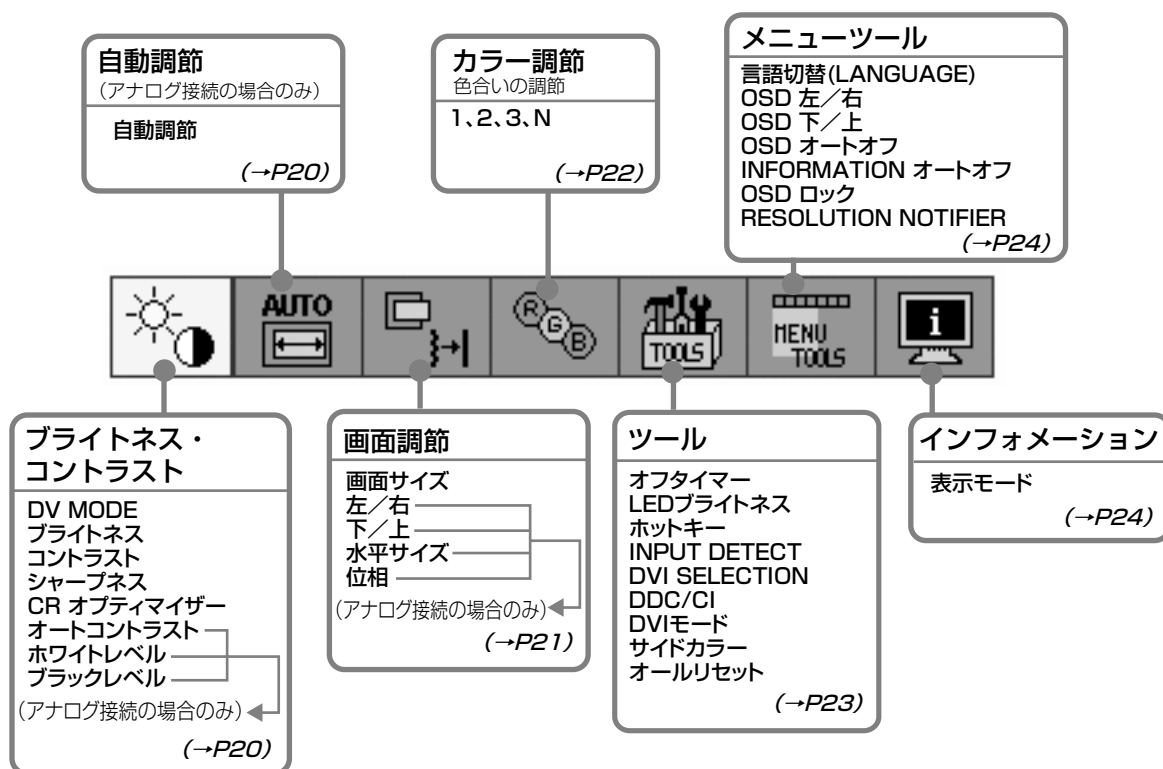 自動調節
(アナログ接続の場合のみ)
自動調節
(→P20)
カラー調節
色合いの調節
1、2、3、N
(→P22)
メニューツール
言語切替(LANGUAGE)
OSD 左／右
OSD 下／上
OSD オートオフ
INFORMATION オートオフ
OSD ロック
RESOLUTION NOTIFIER
(→P24)
AUTO
R
G
B
TOOLS
MENU
TOOLS
i
ブライトネス・
コントラスト
DV MODE
ブライトネス
コントラスト
シャープネス
CR オプティマイザー
オートコントラスト
ホワイトレベル
ブラックレベル
(アナログ接続の場合のみ)
(→P20)
画面調節
画面サイズ
左／右
下／上
水平サイズ
位相
(アナログ接続の場合のみ)
(→P21)
ツール
オフタイマー
LEDブライトネス
ホットキー
INPUT DETECT
DVI SELECTION
DDC/CI
DVIモード
サイドカラー
オールリセット
(→P23)
インフォメーション
表示モード
(→P24)